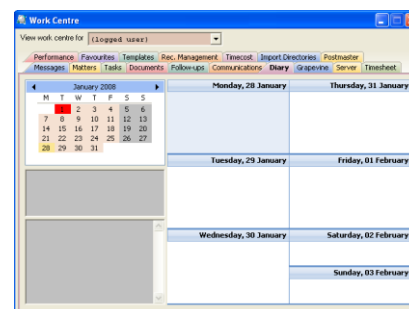 Work Centre
View work centre for (logged user)
Performance Favourites Templates Rec. Management Timecost Import Directories Postmaster
Messages Matters Tasks Documents Follow-ups Communications Diary Grapevine Server Timesheet
January 2008
M T W T F S S
1 2 3 4 5 6
7 8 9 10 11 12 13
14 15 16 17 18 19 20
21 22 23 24 25 26 27
28 29 30 31
Monday, 28 January
Thursday, 31 January
Tuesday, 29 January
Friday, 01 February
Wednesday, 30 January
Saturday, 02 February
Sunday, 03 February